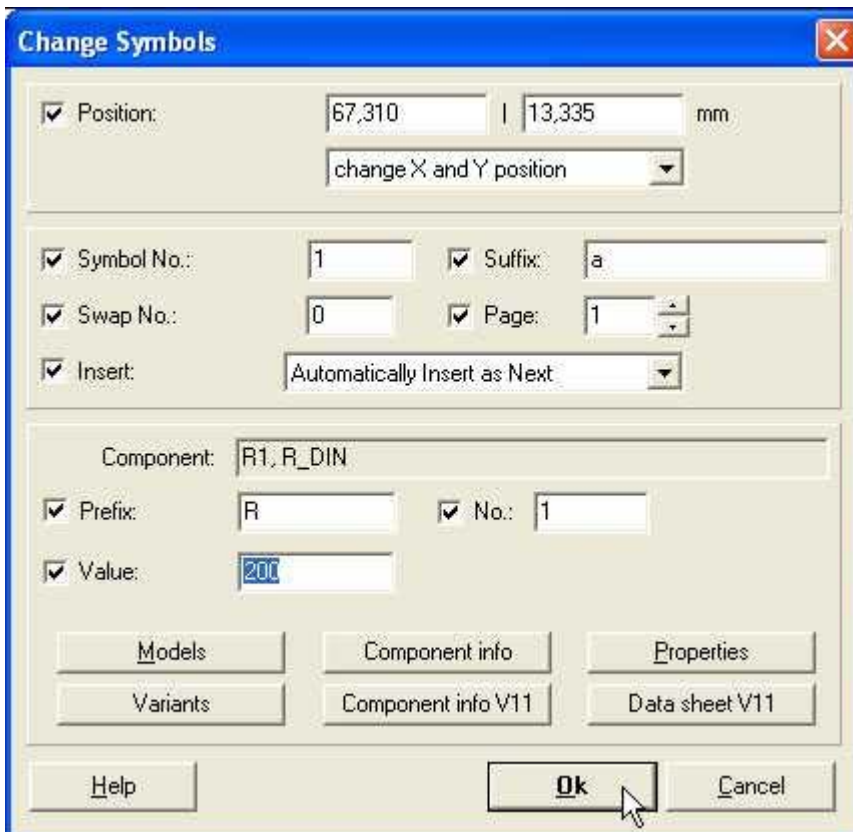 Change Symbols
Position: 67,310 | 13,335 mm
change X and Y position
Symbol No.: 1 Suffix: a
Swap No.: 0 Page: 1
Insert: Automatically Insert as Next
Component: R1, R_DIN
Prefix: R No.: 1
Value: 200
Models Component info Properties
Variants Component info V11 Data sheet V11
Help Ok Cancel